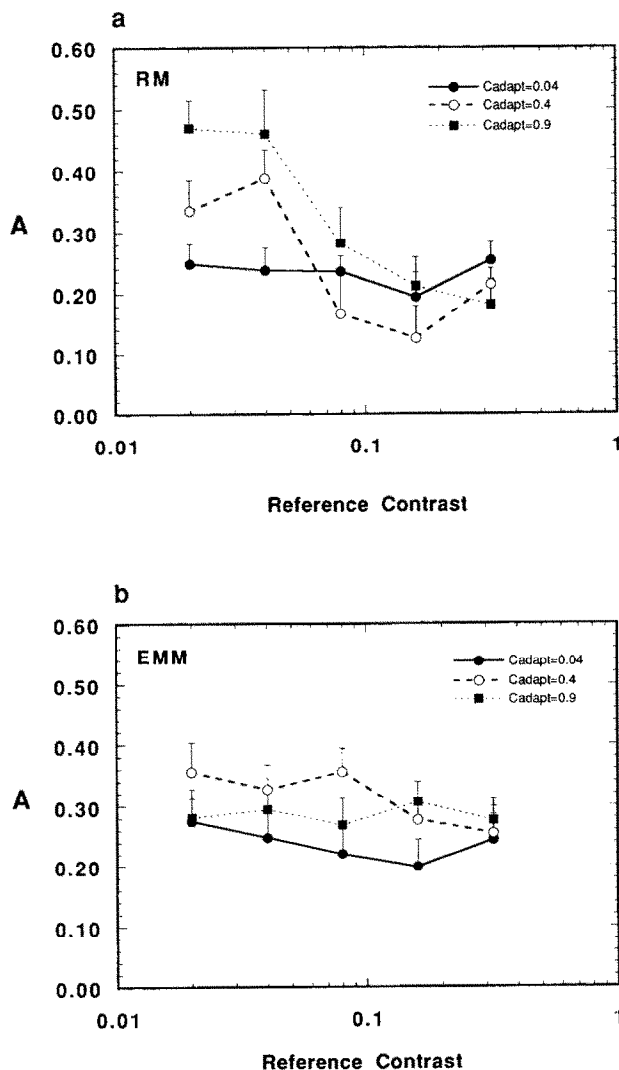 a
RM
Cadapt=0.04
Cadapt=0.4
Cadapt=0.9
0.60
0.50
0.40
0.30
0.20
0.10
0.00
A
0.01 0.1 1
Reference Contrast
b
EMM
Cadapt=0.04
Cadapt=0.4
Cadapt=0.9
0.60
0.50
0.40
0.30
0.20
0.10
0.00
A
0.01 0.1 1
Reference Contrast